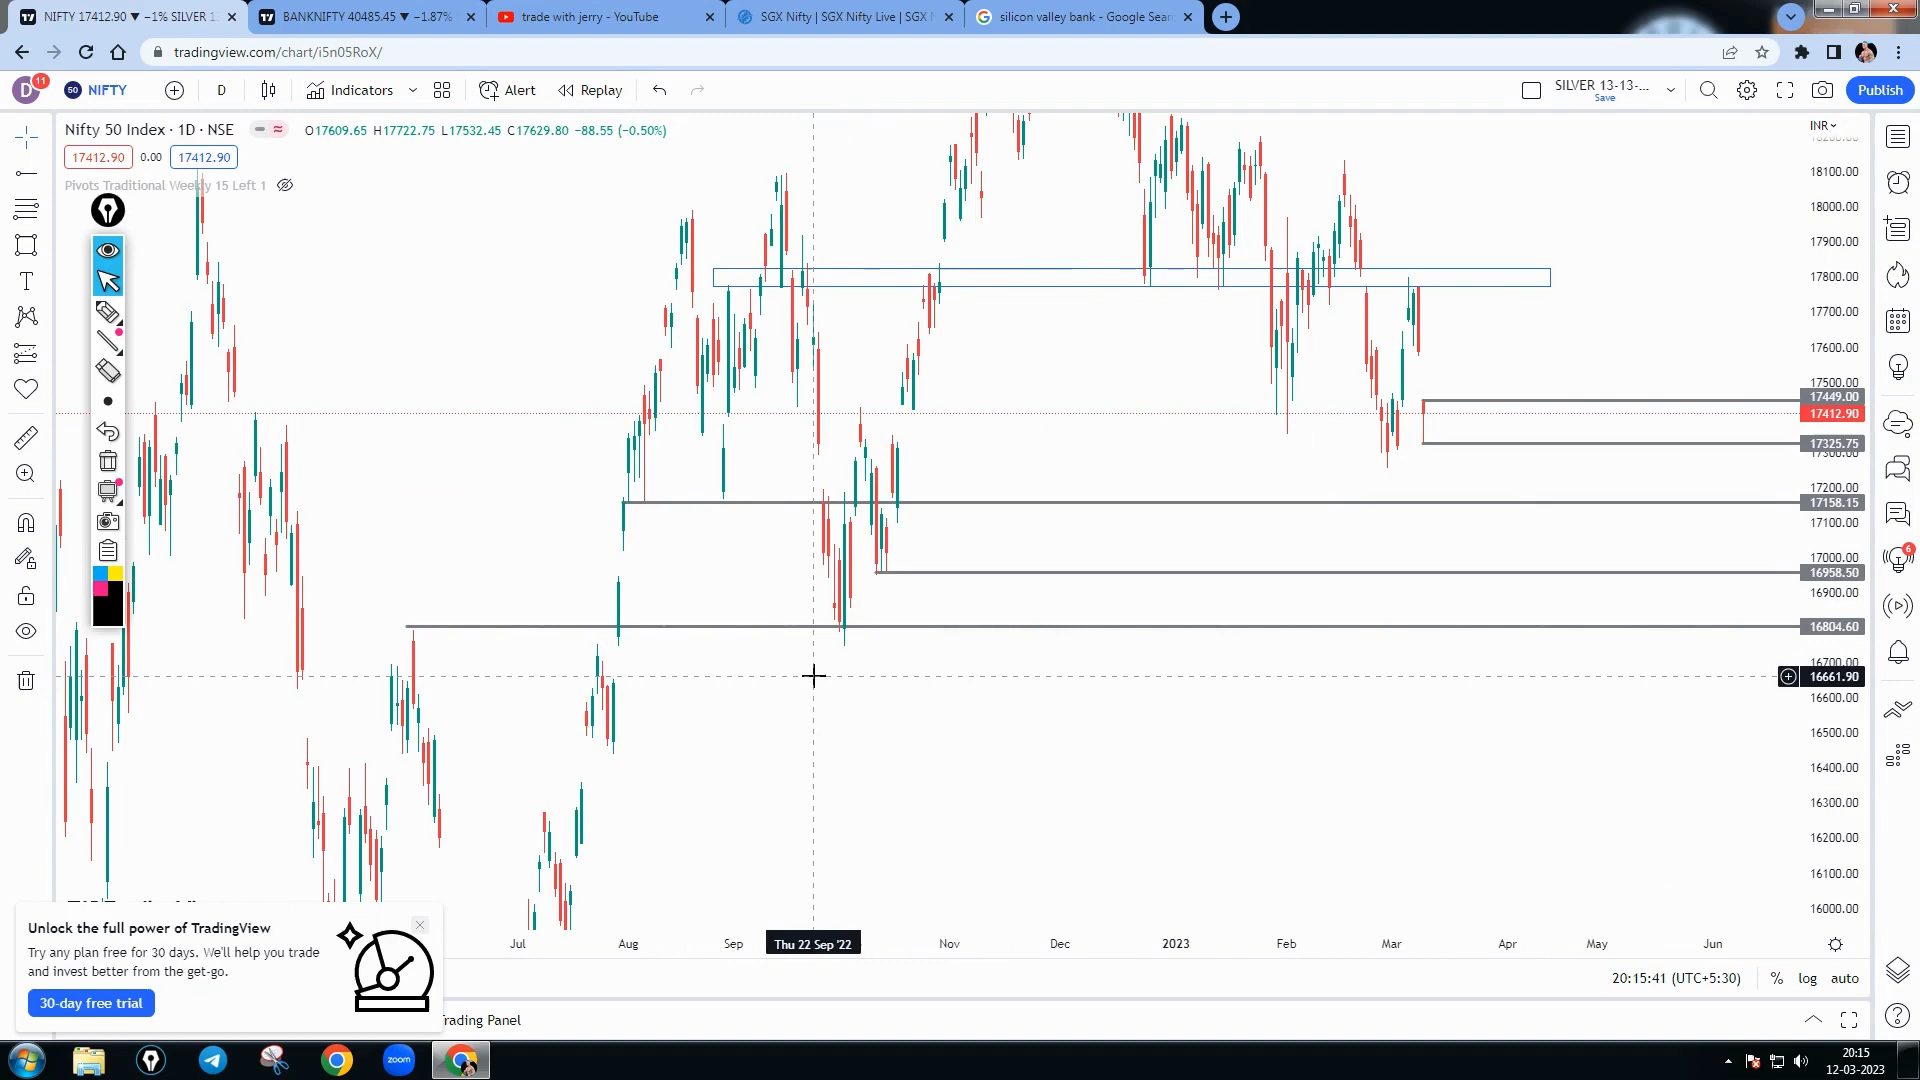 NIFTY 17412.90 ▼ −1% SILVER 1
BANKNIFTY 40485.45 ▼ −1.87%
trade with jerry - YouTube
SGX Nifty | SGX Nifty Live | SGX
silicon valley bank - Google Sear
tradingview.com/chart/i5n05RoX/
D
11
50 NIFTY
D
Indicators
Alert
Replay
SILVER 13-13-...
Save
Publish
Nifty 50 Index · 1D · NSE
O17609.65 H17722.75 L17532.45 C17629.80 −88.55 (−0.50%)
INR
17412.90 0.00 17412.90
Pivots Traditional Weekly 15 Left 1
18100.00
18000.00
17900.00
17800.00
17700.00
17600.00
17500.00
17449.00
17412.90
17325.75
17300.00
17200.00
17158.15
17100.00
17000.00
16958.50
16900.00
16804.60
16700.00
16661.90
16600.00
16500.00
16400.00
16300.00
16200.00
16100.00
16000.00
6
Jul Aug Sep Thu 22 Sep '22 Nov Dec 2023 Feb Mar Apr May Jun
Unlock the full power of TradingView
Try any plan free for 30 days. We'll help you trade
and invest better from the get-go.
30-day free trial
20:15:41 (UTC+5:30) % log auto
Trading Panel
zoom
20:15
12-03-2023